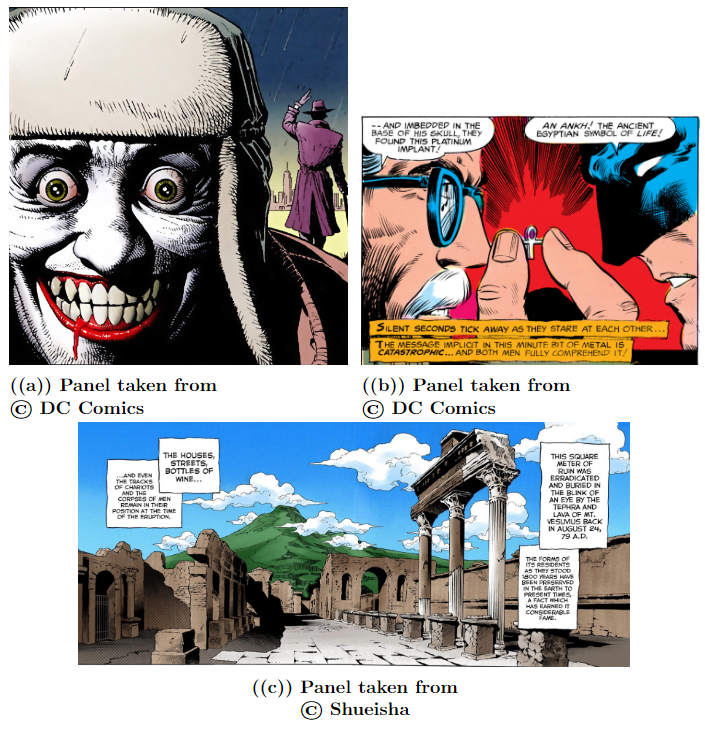 -- AND IMBEDDED IN THE
BASE OF HIS SKULL, THEY
FOUND THIS PLATINUM
IMPLANT!
AN ANKH! THE ANCIENT
EGYPTIAN SYMBOL OF LIFE!
SILENT SECONDS TICK AWAY AS THEY STARE AT EACH OTHER...
THE MESSAGE IMPLICIT IN THIS MINUTE BIT OF METAL IS
CATASTROPHIC... AND BOTH MEN FULLY COMPREHEND IT!
((a)) Panel taken from
© DC Comics
((b)) Panel taken from
© DC Comics
THE HOUSES,
STREETS,
BOTTLES OF
WINE...
...AND EVEN
THE TRACKS
OF CHARIOTS
AND THE
CORPSES OF MEN
REMAIN IN THEIR
POSITION AT THE TIME
OF THE ERUPTION.
THIS SQUARE
METER OF
RUIN WAS
ERRADICATED
AND BURIED IN
THE BLINK OF
AN EYE BY THE
TEPHRA AND
LAVA OF MT.
VESUVIUS BACK
IN AUGUST 24,
79 A.D.
THE FORMS OF
ITS RESIDENTS
AS THEY STOOD
1800 YEARS HAVE
BEEN PRESERVED
IN THE EARTH TO
PRESENT TIMES,
A FACT WHICH
HAS EARNED IT
CONSIDERABLE
FAME.
((c)) Panel taken from
© Shueisha